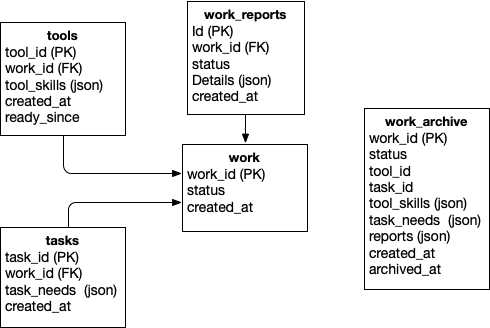 tools
tool_id (PK)
work_id (FK)
tool_skills (json)
created_at
ready_since
work_reports
Id (PK)
work_id (FK)
status
Details (json)
created_at
work
work_id (PK)
status
created_at
tasks
task_id (PK)
work_id (FK)
task_needs  (json)
created_at
work_archive
work_id (PK)
status
tool_id
task_id
tool_skills (json)
task_needs  (json)
reports (json)
created_at
archived_at